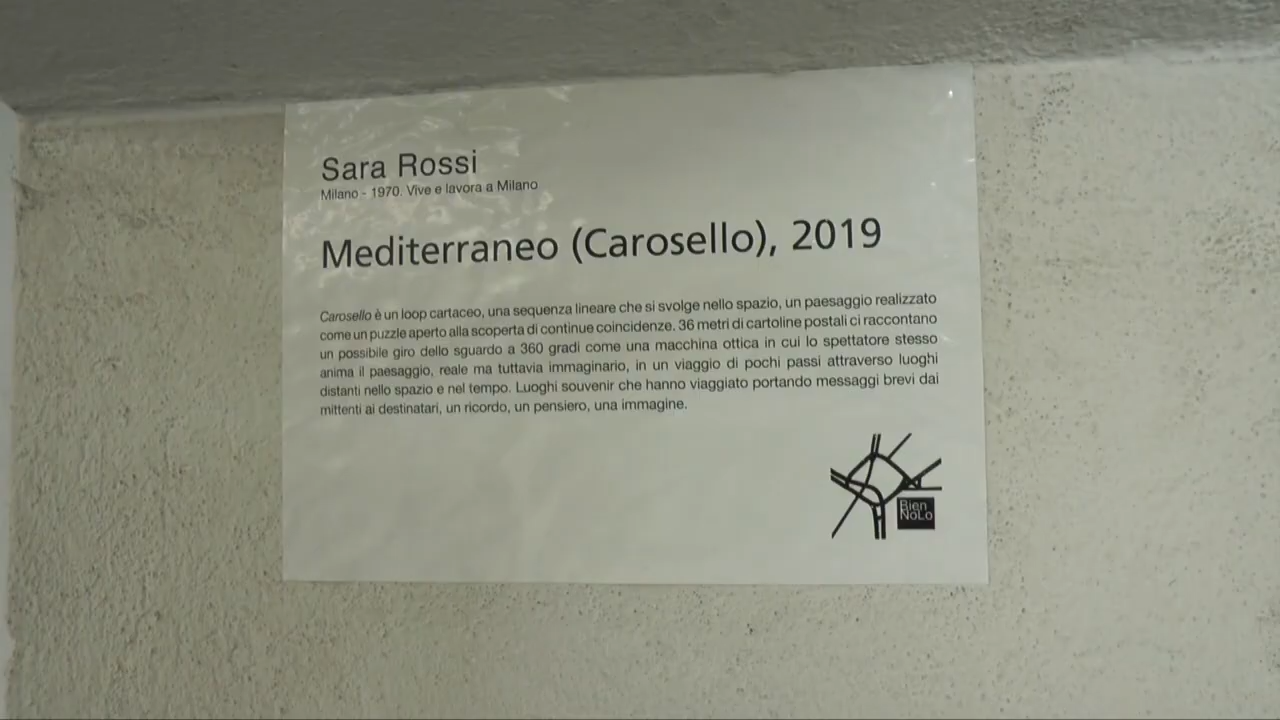 Sara Rossi
Milano - 1970. Vive e lavora a Milano
Mediterraneo (Carosello), 2019
Carosello è un loop cartaceo, una sequenza lineare che si svolge nello spazio, un paesaggio realizzato
come un puzzle aperto alla scoperta di continue coincidenze. 36 metri di cartoline postali ci raccontano
un possibile giro dello sguardo a 360 gradi come una macchina ottica in cui lo spettatore stesso
anima il paesaggio, reale ma tuttavia immaginario, in un viaggio di pochi passi attraverso luoghi
distanti nello spazio e nel tempo. Luoghi souvenir che hanno viaggiato portando messaggi brevi dai
mittenti ai destinatari, un ricordo, un pensiero, una immagine.
Bien
NoLo